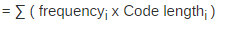 = ∑ ( frequencyᵢ x Code lengthᵢ )